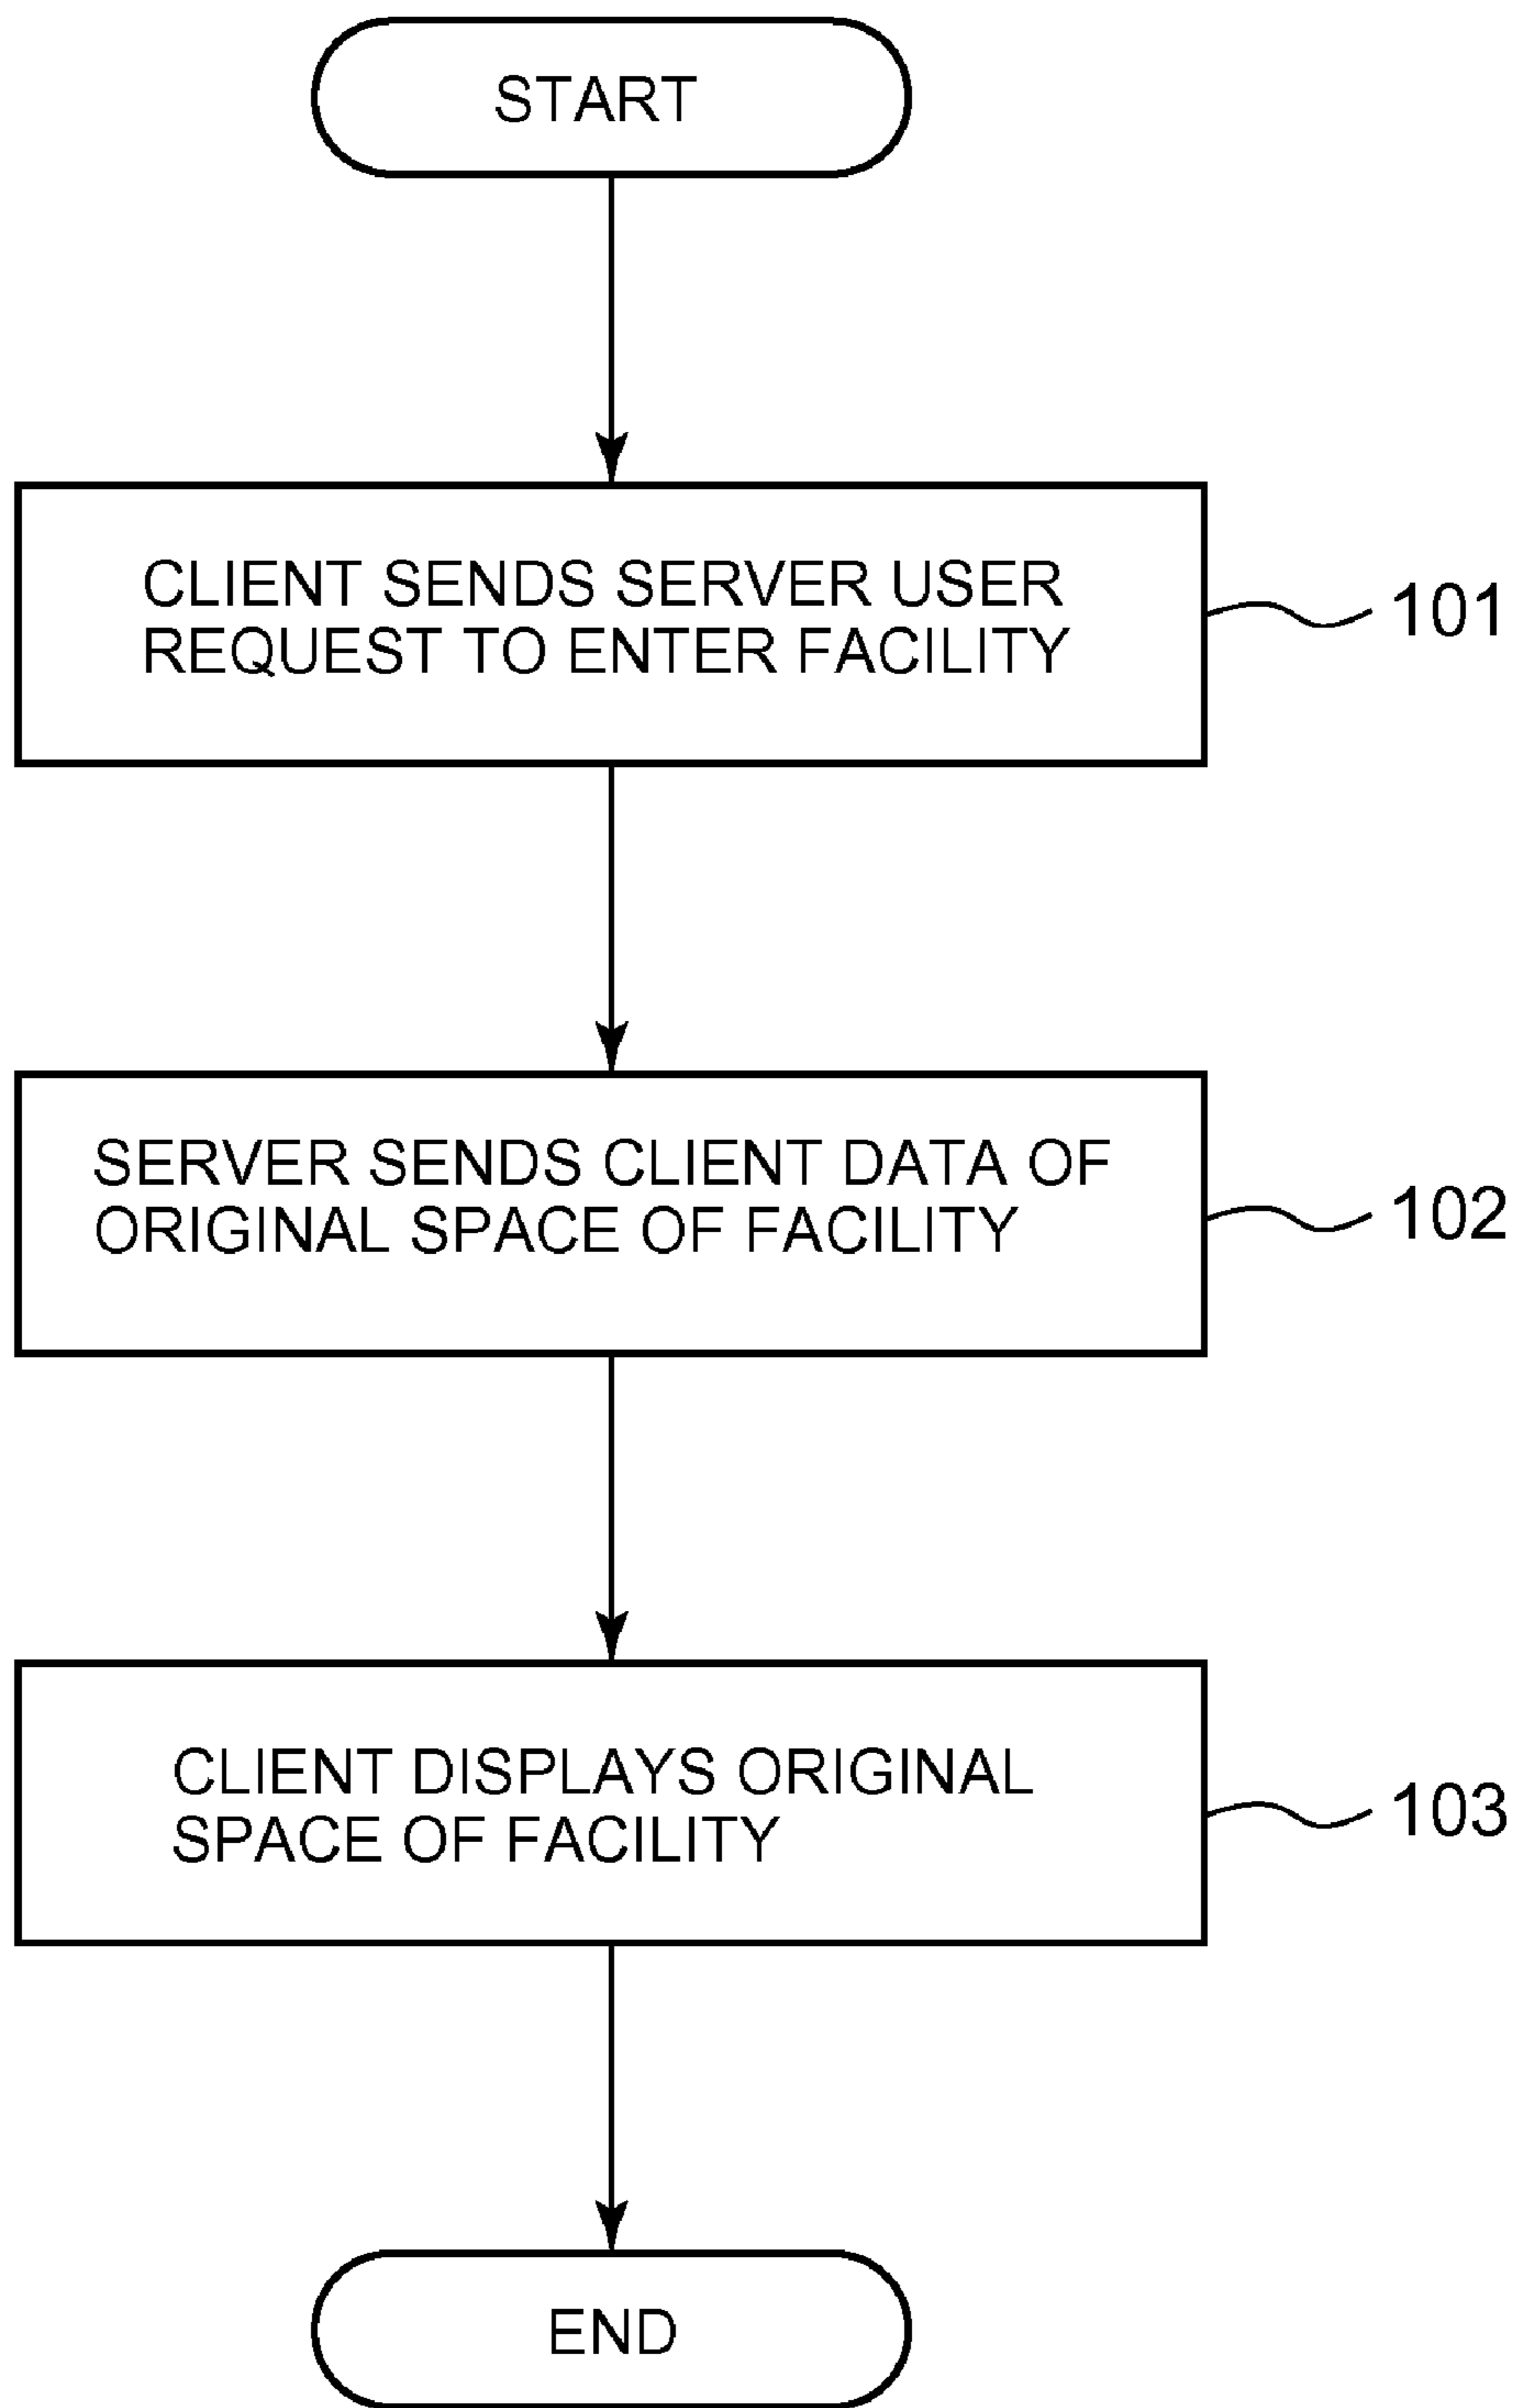 START
CLIENT SENDS SERVER USER
REQUEST TO ENTER FACILITY
101
SERVER SENDS CLIENT DATA OF
ORIGINAL SPACE OF FACILITY
102
CLIENT DISPLAYS ORIGINAL
SPACE OF FACILITY
103
END